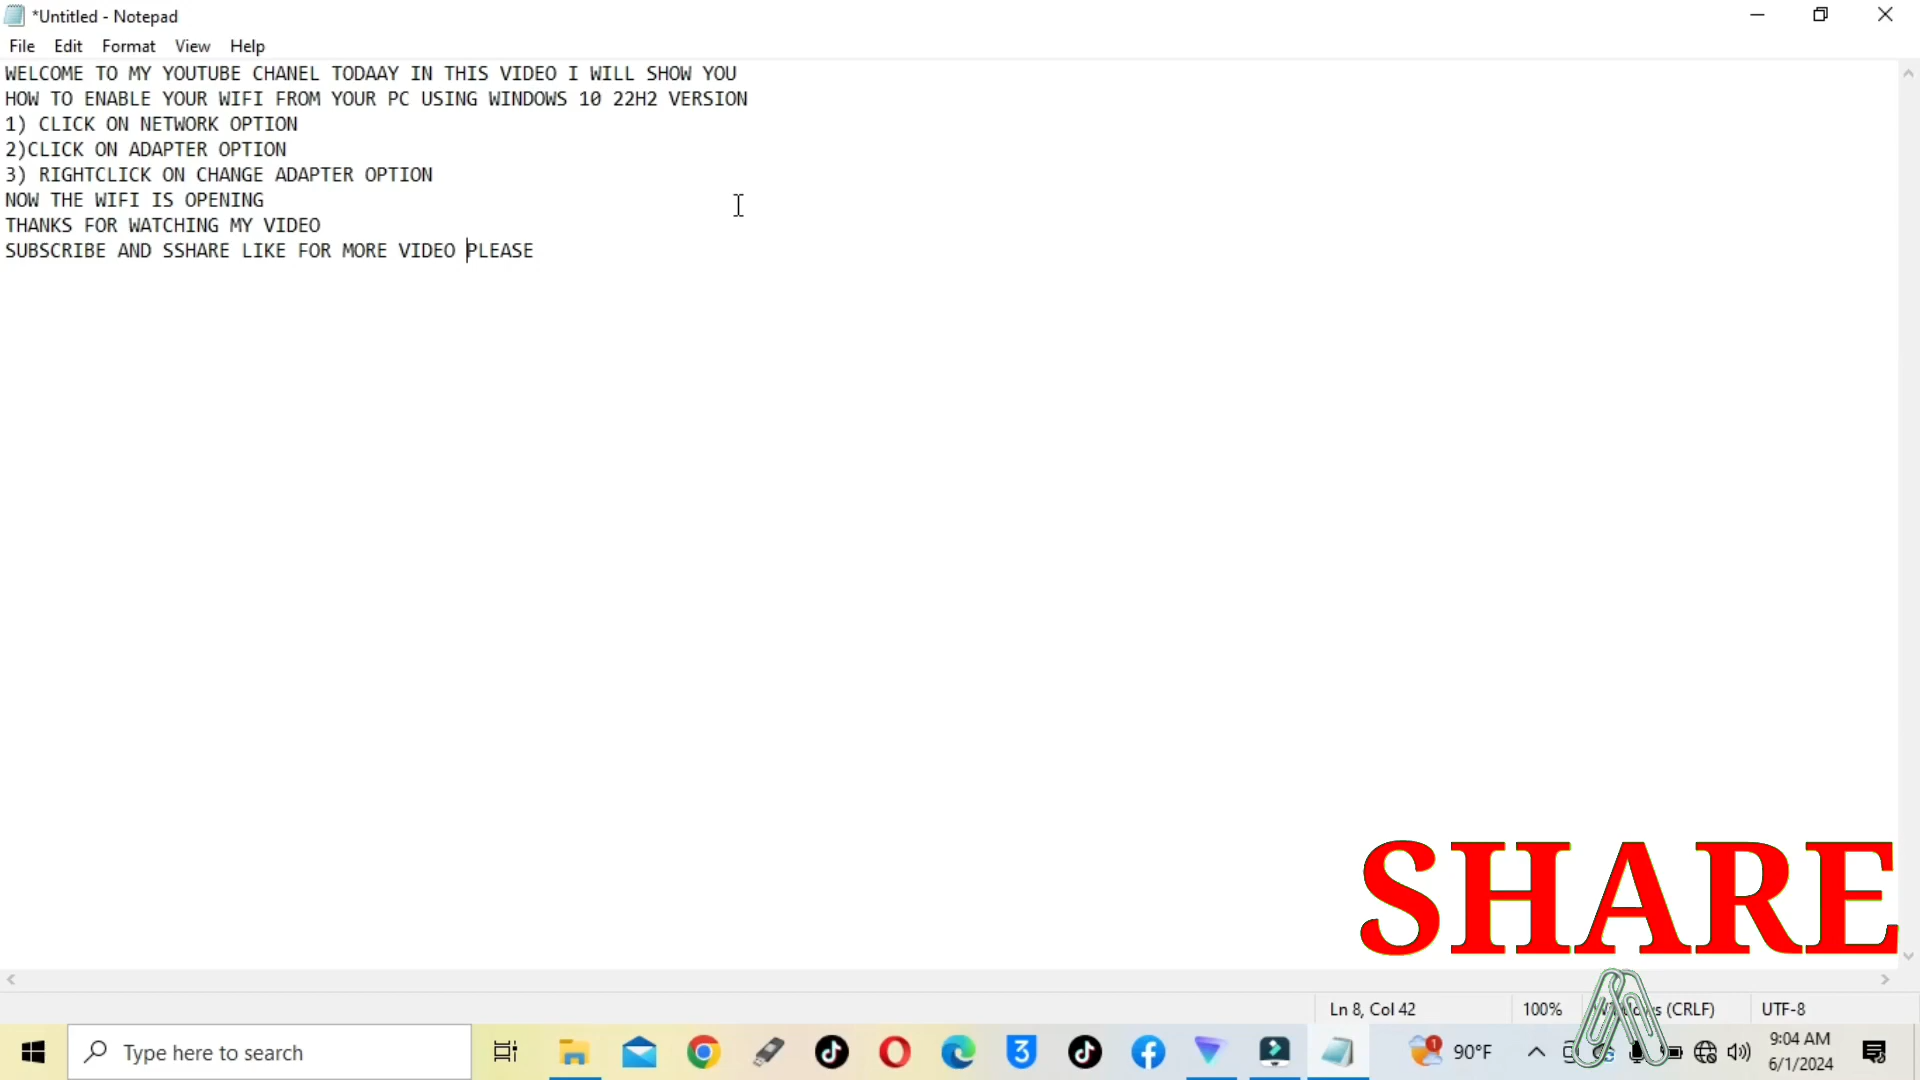 *Untitled - Notepad
File Edit Format View Help
WELCOME TO MY YOUTUBE CHANEL TODAAY IN THIS VIDEO I WILL SHOW YOU
HOW TO ENABLE YOUR WIFI FROM YOUR PC USING WINDOWS 10 22H2 VERSION
1) CLICK ON NETWORK OPTION
2)CLICK ON ADAPTER OPTION
3) RIGHTCLICK ON CHANGE ADAPTER OPTION
NOW THE WIFI IS OPENING
THANKS FOR WATCHING MY VIDEO
SUBSCRIBE AND SSHARE LIKE FOR MORE VIDEO PLEASE
SHARE
Ln 8, Col 42 100% (CRLF) UTF-8
Type here to search
3
1
90°F
9:04 AM
6/1/2024